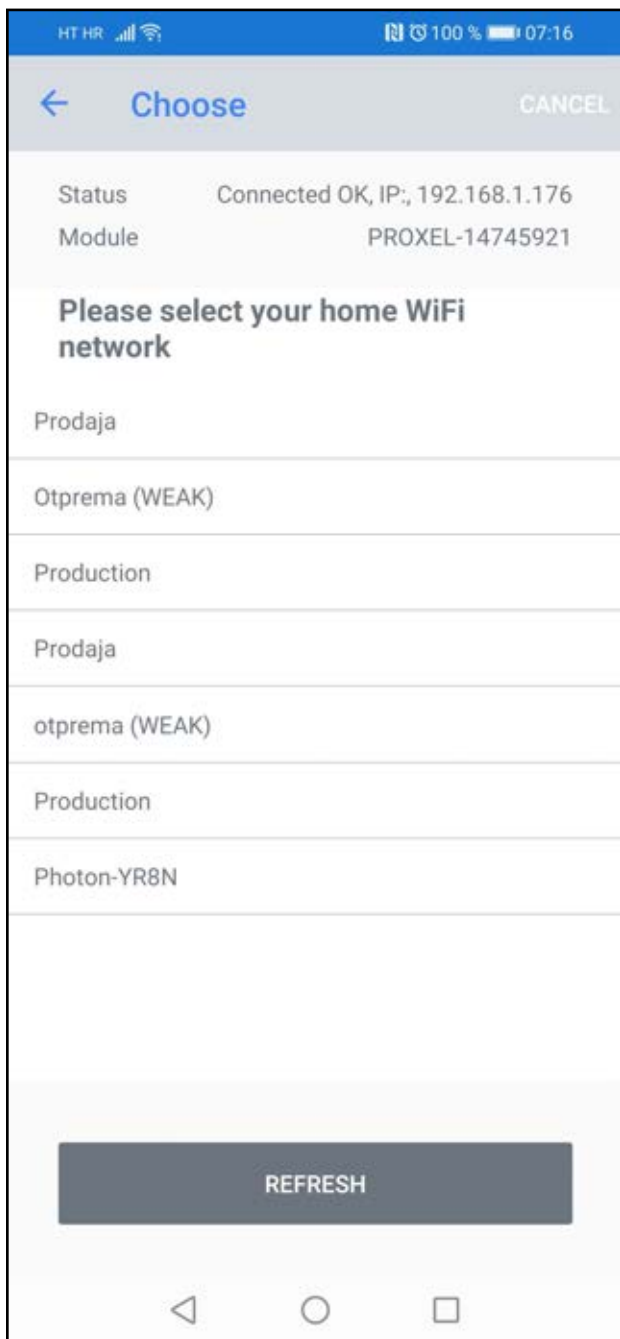 HT HR 100 % 07:16
Choose CANCEL
Status Connected OK, IP:, 192.168.1.176
Module PROXEL-14745921
Please select your home WiFi
network
Prodaja
Otprema (WEAK)
Production
Prodaja
otprema (WEAK)
Production
Photon-YR8N
REFRESH